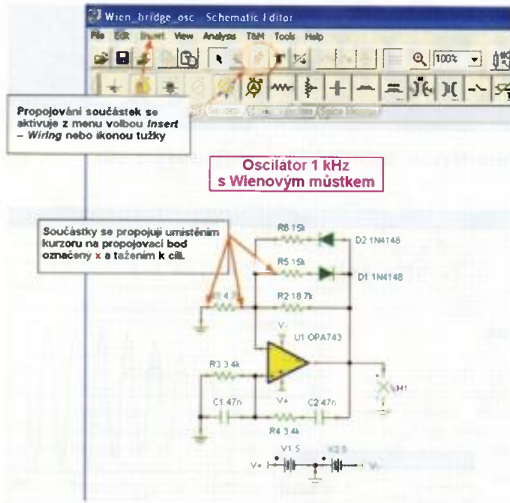 Wien_bridge_osc - Schematic Editor
File Edit Insert View Analysis T&M Tools Help
100%
Propojování součástek se
aktivuje z menu volbou Insert
– Wiring nebo ikonou tužky
Oscilátor 1 kHz
s Wienovým můstkem
Součástky se propojují umístěním
kurzoru na propojovací bod
označený x a tažením k cíli.
R6 15k
D2 1N4148
R5 15k
D1 1N4148
R2 18.7k
V-
U1 OPA743
R3 3.4k
V+
C1 47n
C2 47n
R4 3.4k
V1 5
V+